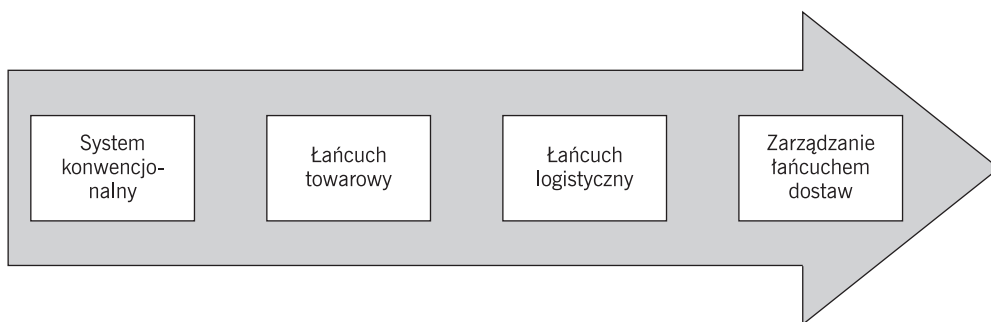 System
konwencjo-
nalny
Łańcuch
towarowy
Łańcuch
logistyczny
Zarządzanie
łańcuchem
dostaw